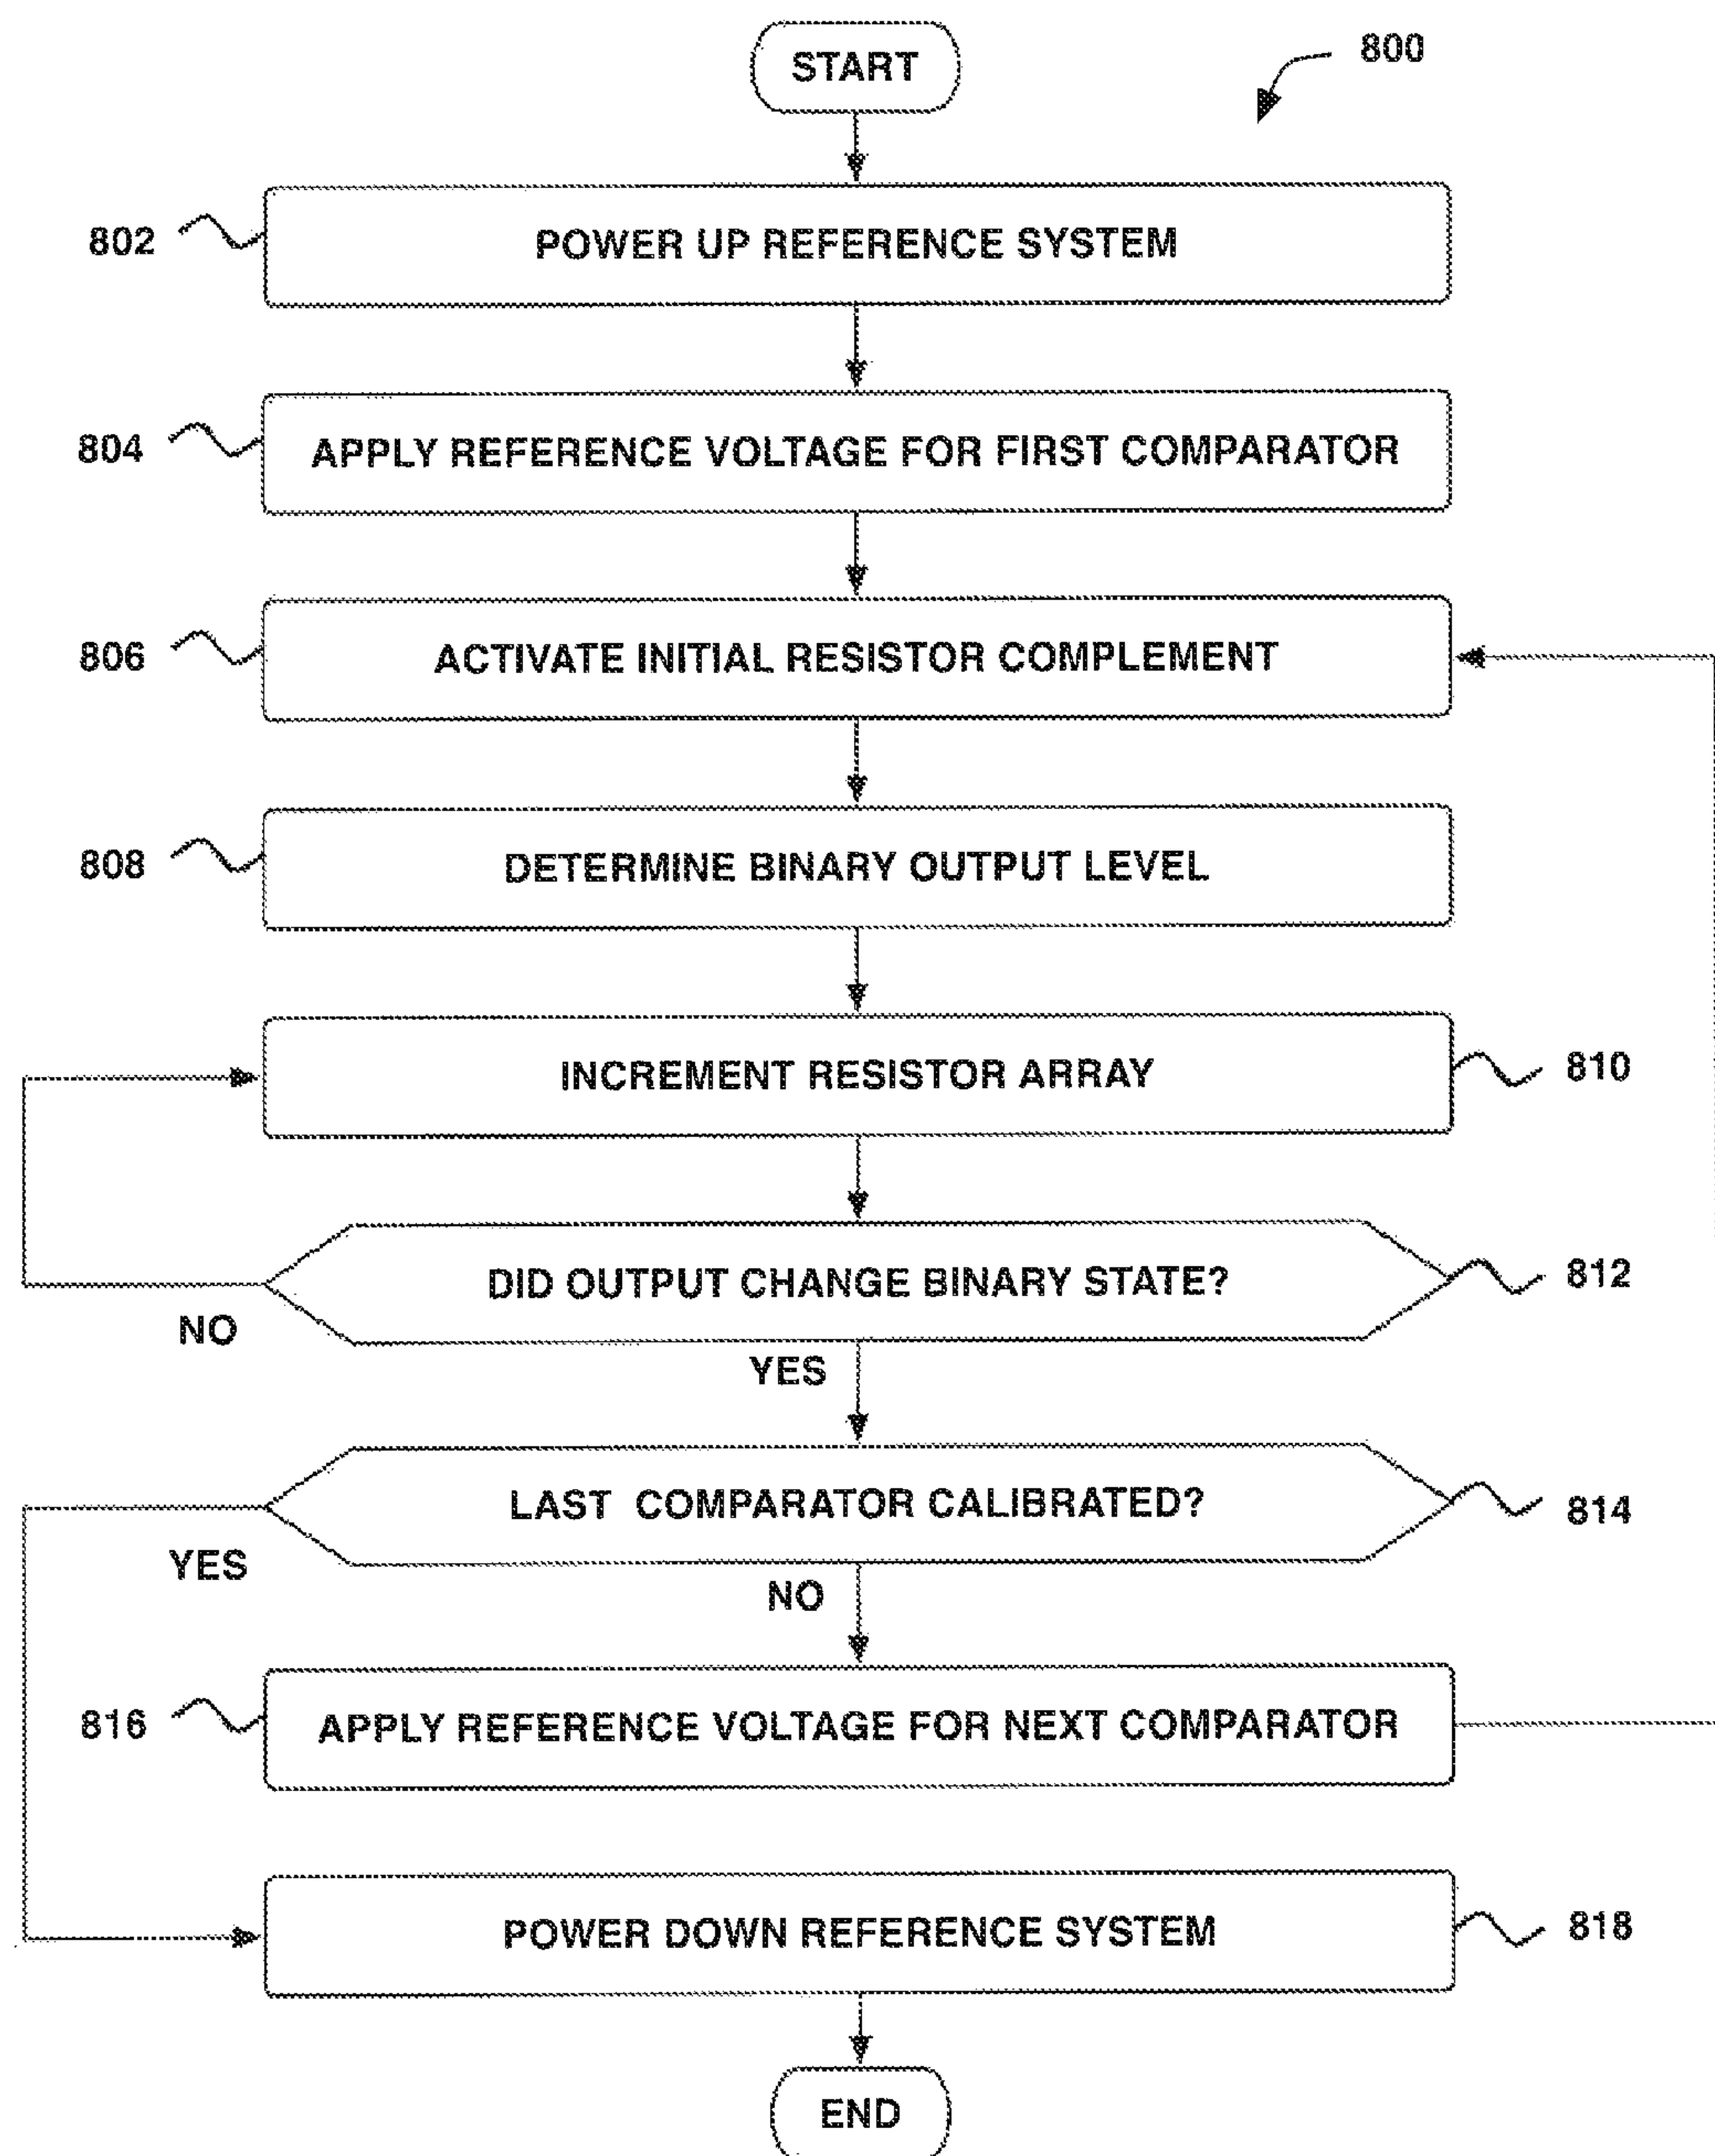 START
800
802
POWER UP REFERENCE SYSTEM
804
APPLY REFERENCE VOLTAGE FOR FIRST COMPARATOR
806
ACTIVATE INITIAL RESISTOR COMPLEMENT
808
DETERMINE BINARY OUTPUT LEVEL
INCREMENT RESISTOR ARRAY
810
DID OUTPUT CHANGE BINARY STATE?
812
NO
YES
LAST COMPARATOR CALIBRATED?
814
YES
NO
816
APPLY REFERENCE VOLTAGE FOR NEXT COMPARATOR
POWER DOWN REFERENCE SYSTEM
818
END